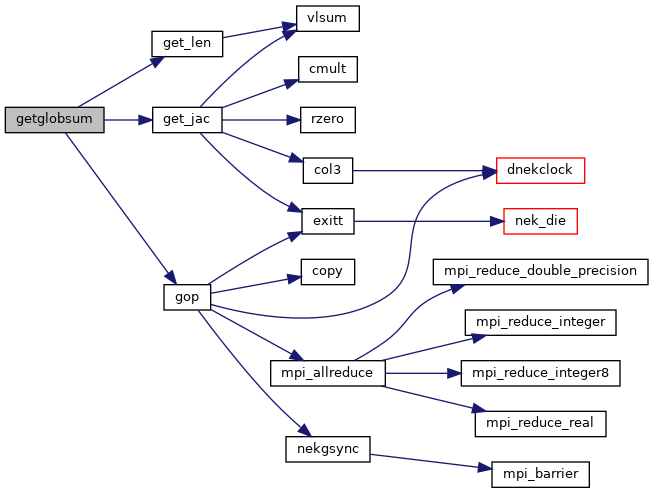 vlsum
get_len
cmult
getglobsum
get_jac
rzero
col3
dnekclock
exitt
nek_die
copy
mpi_reduce_double_precision
gop
mpi_reduce_integer
mpi_allreduce
mpi_reduce_integer8
mpi_reduce_real
nekgsync
mpi_barrier